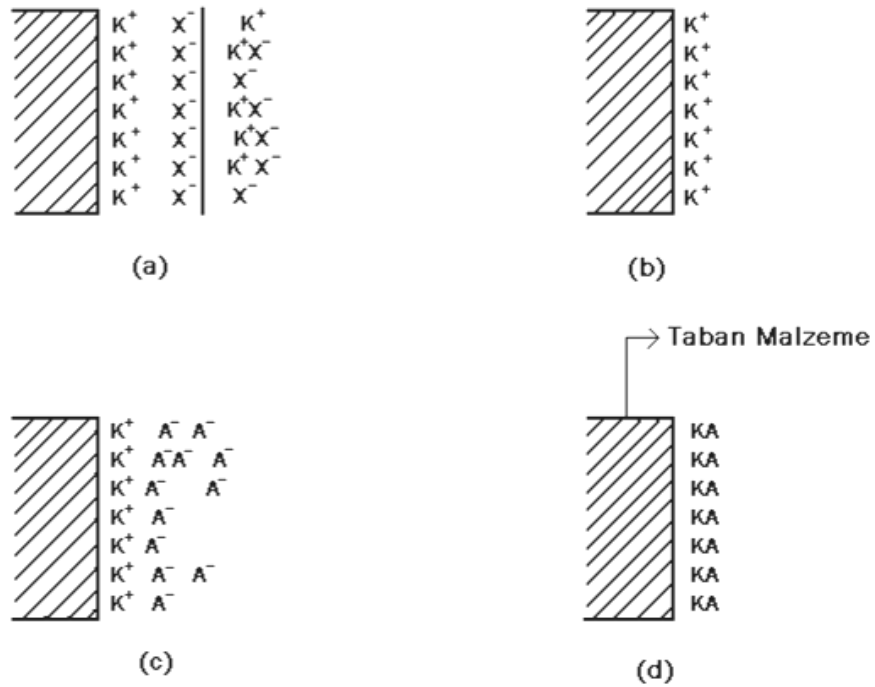 K⁺ X⁻ K⁺
K⁺ X⁻ K⁺X⁻
K⁺ X⁻ X⁻
K⁺ X⁻ K⁺X⁻
K⁺ X⁻ K⁺X⁻
K⁺ X⁻ K⁺X⁻
K⁺ X⁻ X⁻
(a)
K⁺
K⁺
K⁺
K⁺
K⁺
K⁺
K⁺
(b)
K⁺ A⁻ A⁻
K⁺ A⁻A⁻ A⁻
K⁺ A⁻ A⁻
K⁺ A⁻
K⁺ A⁻
K⁺ A⁻ A⁻
K⁺ A⁻
(c)
Taban Malzeme
KA
KA
KA
KA
KA
KA
KA
(d)